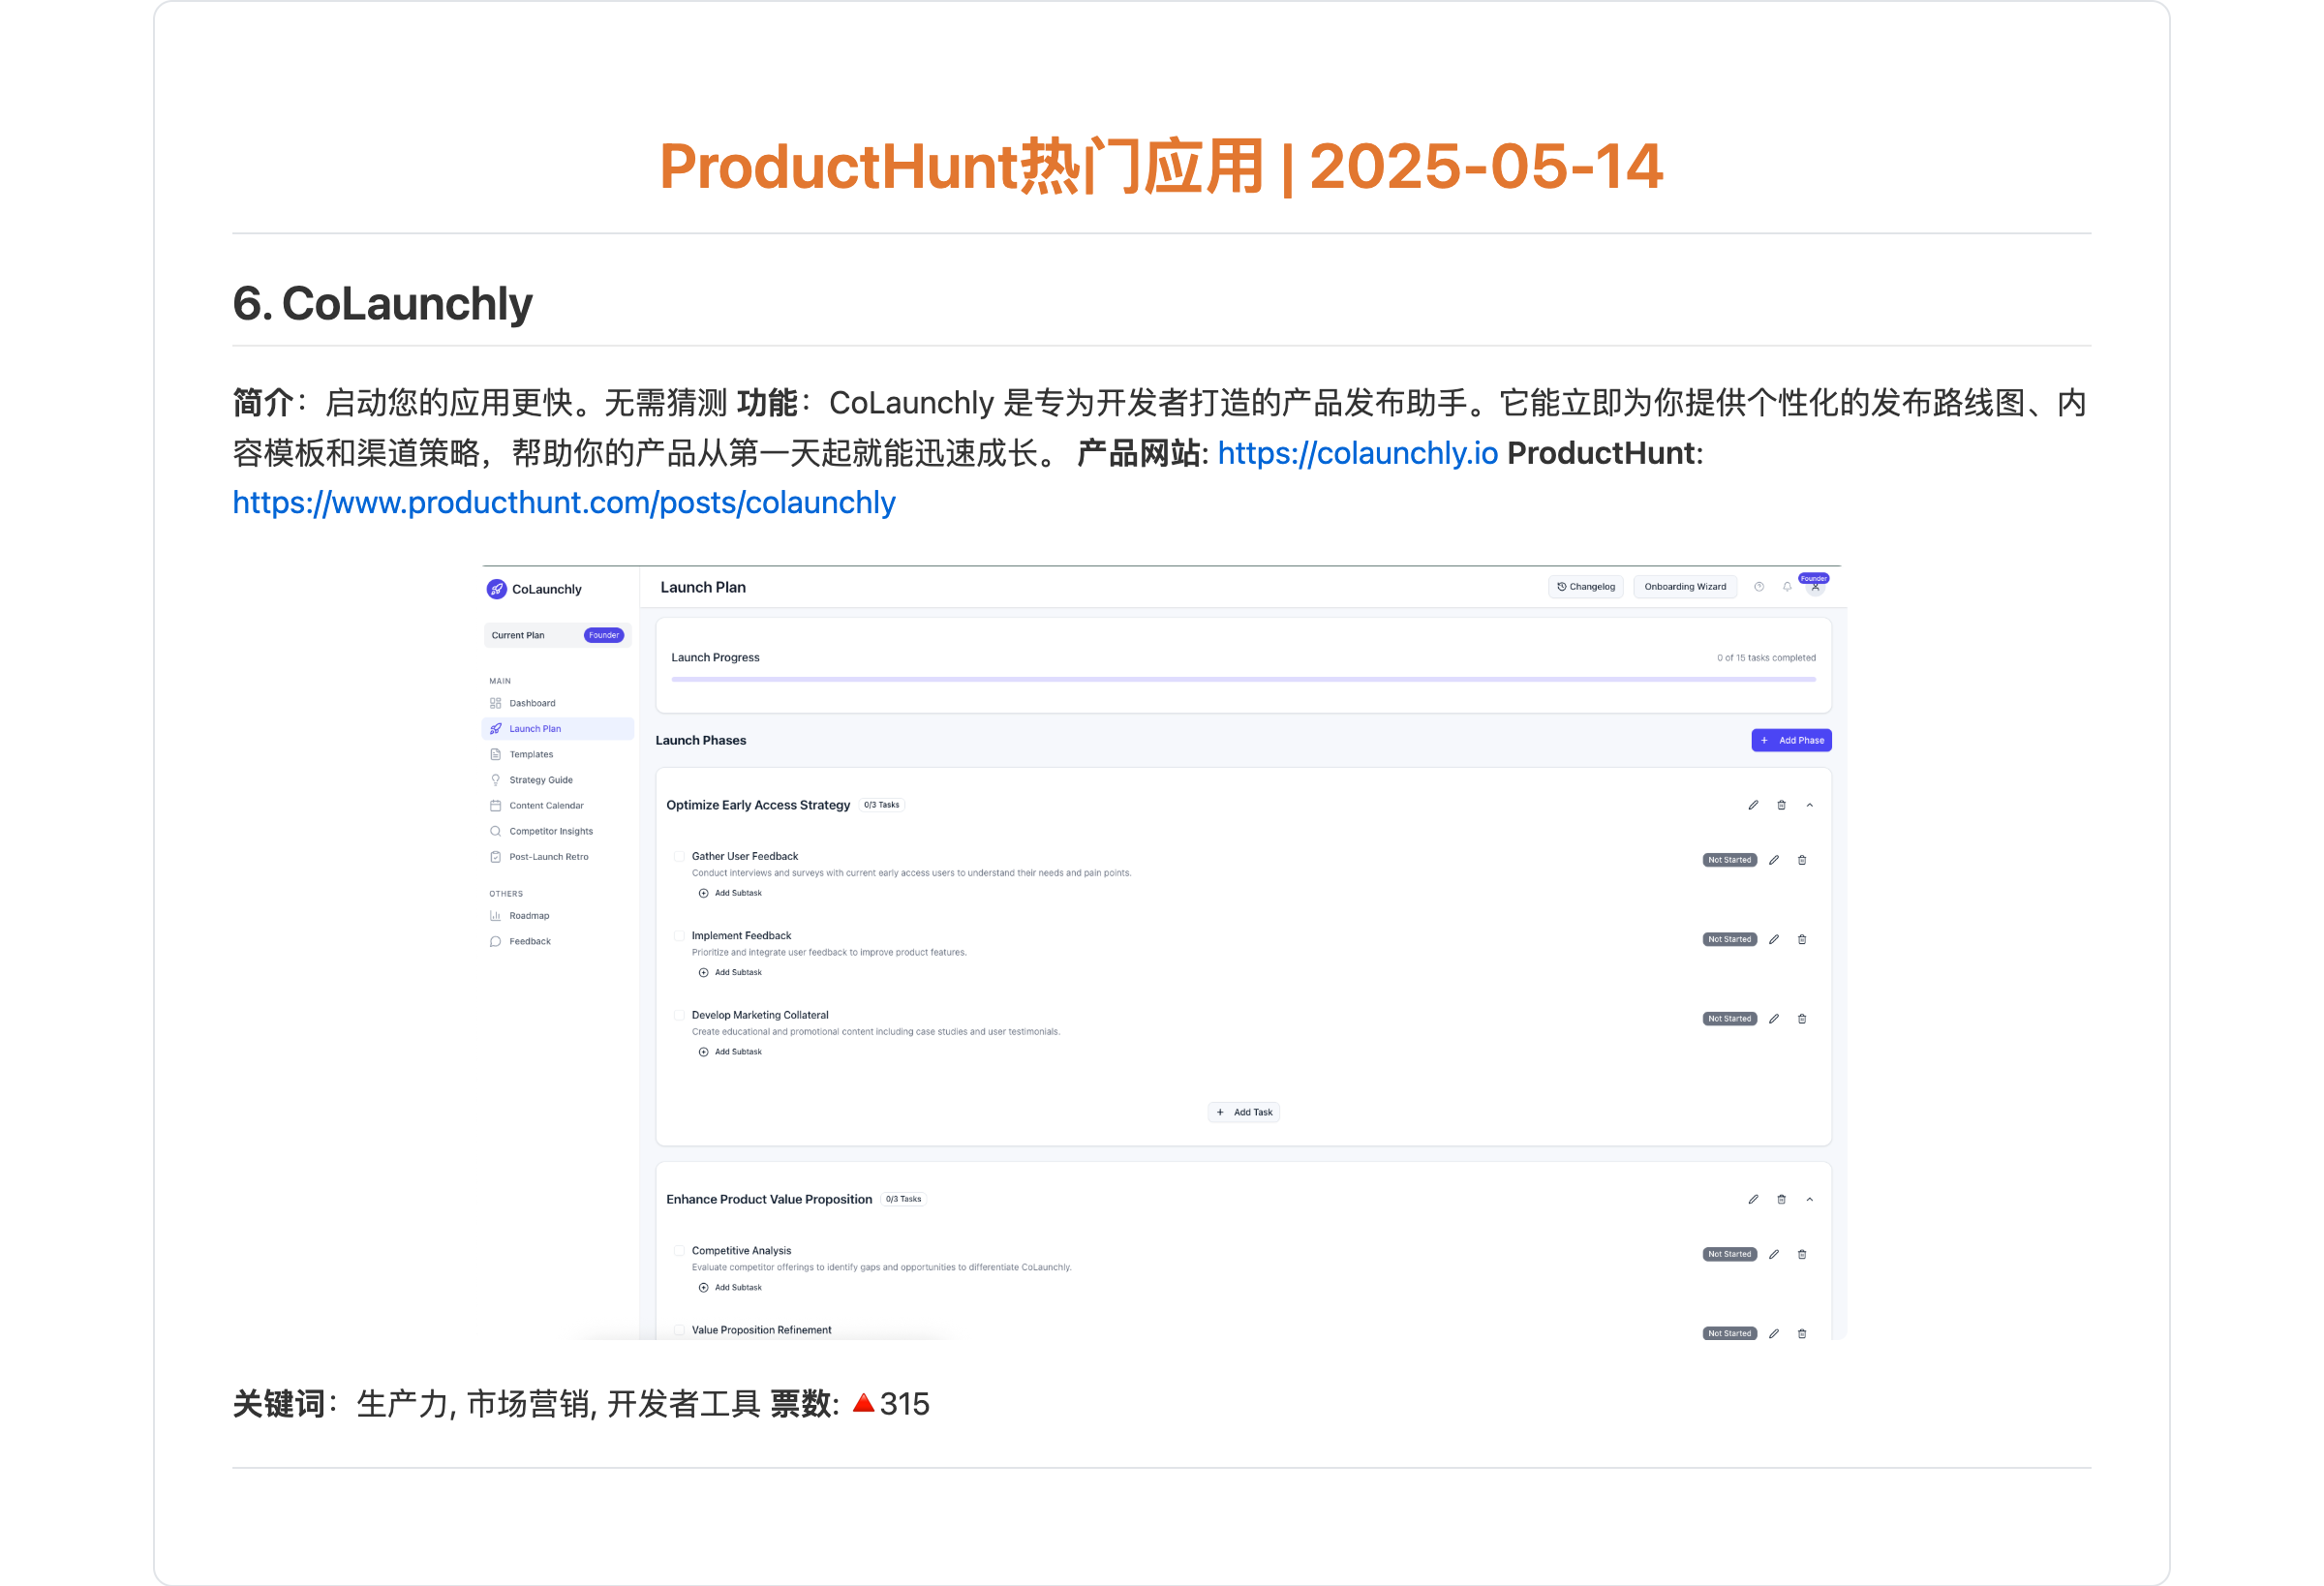 ProductHunt热门应用 | 2025-05-14
6. CoLaunchly
简介：启动您的应用更快。无需猜测 功能：CoLaunchly 是专为开发者打造的产品发布助手。它能立即为你提供个性化的发布路线图、内
容模板和渠道策略，帮助你的产品从第一天起就能迅速成长。 产品网站: https://colaunchly.io ProductHunt:
https://www.producthunt.com/posts/colaunchly
CoLaunchly
Current Plan Founder
MAIN
Dashboard
Launch Plan
Templates
Strategy Guide
Content Calendar
Competitor Insights
Post-Launch Retro
OTHERS
Roadmap
Feedback
Launch Plan Changelog Onboarding Wizard Founder
Launch Progress 0 of 15 tasks completed
Launch Phases + Add Phase
Optimize Early Access Strategy 0/3 Tasks
Gather User Feedback Not Started
Conduct interviews and surveys with current early access users to understand their needs and pain points.
Add Subtask
Implement Feedback Not Started
Prioritize and integrate user feedback to improve product features.
Add Subtask
Develop Marketing Collateral Not Started
Create educational and promotional content including case studies and user testimonials.
Add Subtask
+ Add Task
Enhance Product Value Proposition 0/3 Tasks
Competitive Analysis Not Started
Evaluate competitor offerings to identify gaps and opportunities to differentiate CoLaunchly.
Add Subtask
Value Proposition Refinement Not Started
关键词：生产力, 市场营销, 开发者工具 票数: 🔺315